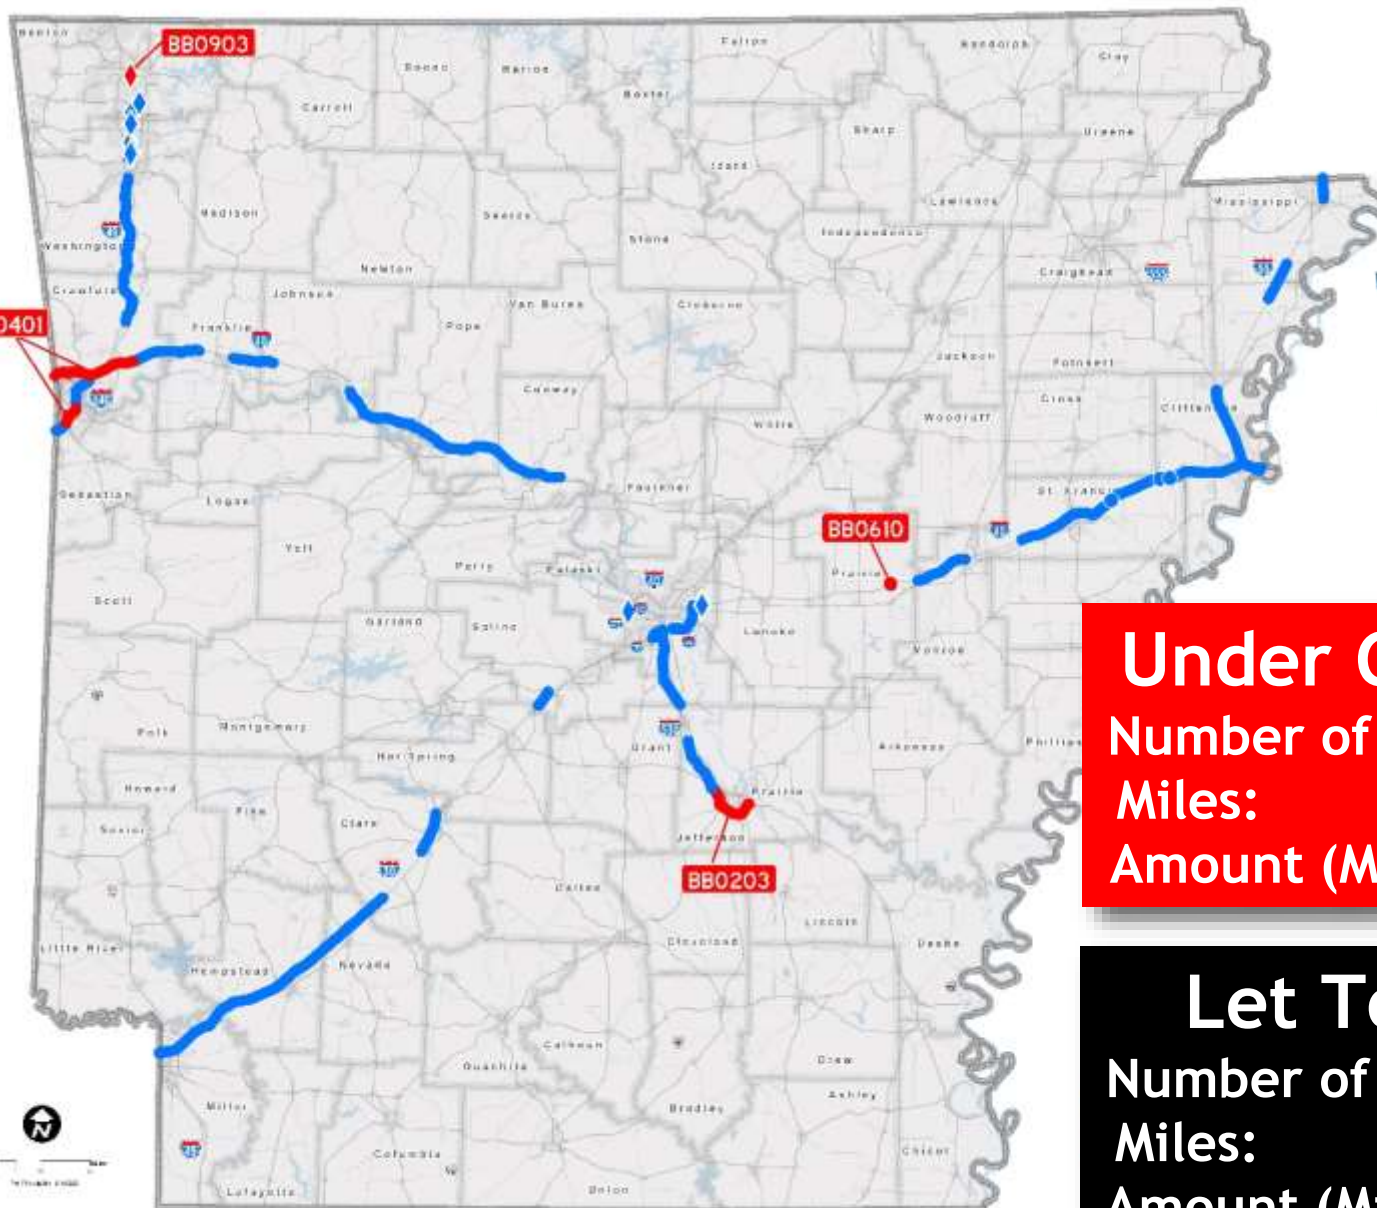 BB0903
Benton
Carroll
Boone
Marion
Baxter
Fulton
Randolph
Clay
Sharp
Greene
Izard
Lawrence
Mississippi
Madison
Searcy
Stone
Independence
Washington
Newton
Craighead
Crawford
Johnson
Van Buren
Cleburne
0401
Franklin
Pope
Jackson
Poinsett
Conway
White
Woodruff
Cross
Crittenden
Sebastian
Logan
Faulkner
St. Francis
BB0610
Yell
Perry
Pulaski
Prairie
Scott
Garland
Saline
Lonoke
Monroe
Polk
Montgomery
Hot Spring
Grant
Arkansas
Phillips
Howard
Pike
Clark
Prairie
Sevier
Jefferson
BB0203
Dallas
Lincoln
Little River
Hempstead
Nevada
Cleveland
Desha
Calhoun
Ouachita
Drew
Miller
Bradley
Ashley
Columbia
Chicot
Lafayette
Union
N
Under C
Number of
Miles:
Amount (M
Let To
Number of
Miles:
Amount (M